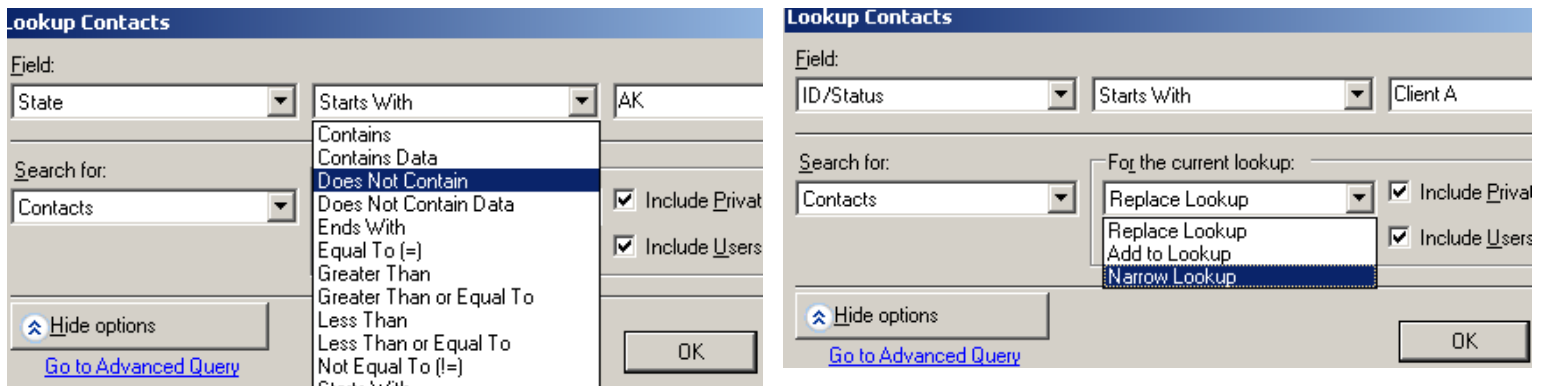 Lookup Contacts
Field:
State Starts With AK
Contains
Contains Data
Does Not Contain
Does Not Contain Data
Ends With
Equal To (=)
Greater Than
Greater Than or Equal To
Less Than
Less Than or Equal To
Not Equal To (!=)
Starts With
Search for:
Contacts
Include Privat
Include Users
Hide options
Go to Advanced Query
OK
Lookup Contacts
Field:
ID/Status Starts With Client A
Search for: For the current lookup:
Contacts Replace Lookup
Replace Lookup
Add to Lookup
Narrow Lookup
Include Privat
Include Users
Hide options
Go to Advanced Query
OK